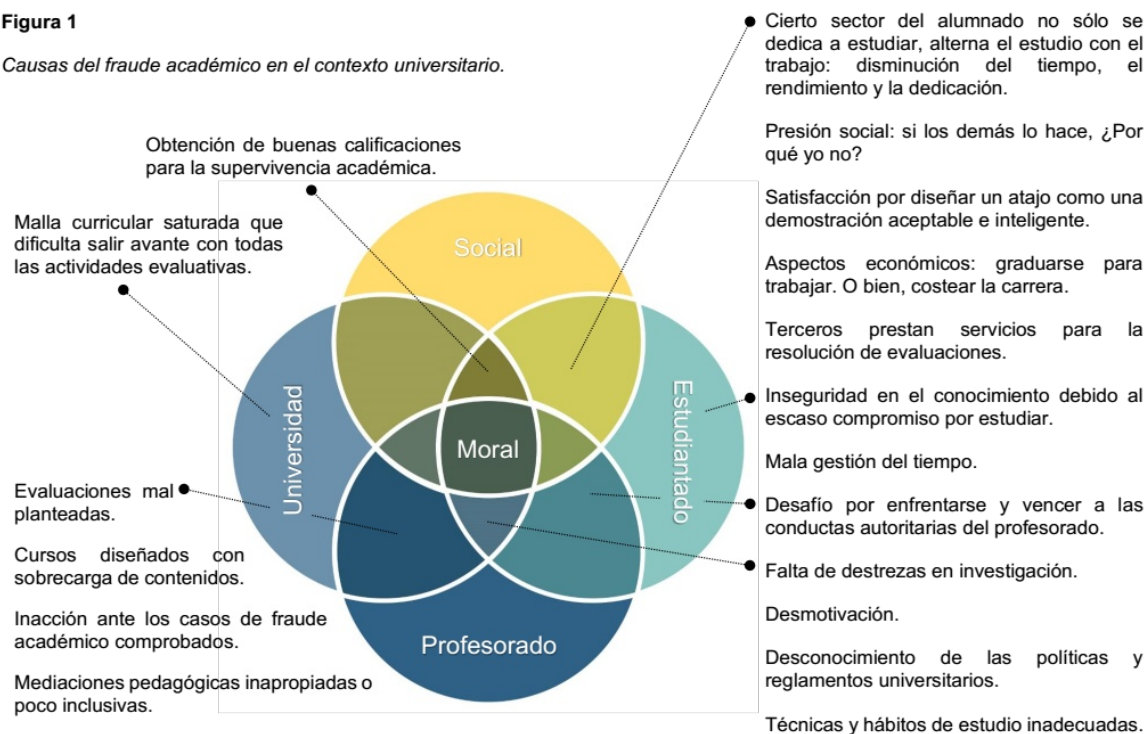 Figura 1
Causas del fraude académico en el contexto universitario.
Obtención de buenas calificaciones
para la supervivencia académica.
Malla curricular saturada que
dificulta salir avante con todas
las actividades evaluativas.
Evaluaciones mal
planteadas.
Cursos diseñados con
sobrecarga de contenidos.
Inacción ante los casos de fraude
académico comprobados.
Mediaciones pedagógicas inapropiadas o
poco inclusivas.
Social
Universidad
Moral
Estudiantado
Profesorado
Cierto sector del alumnado no sólo se
dedica a estudiar, alterna el estudio con el
trabajo: disminución del tiempo, el
rendimiento y la dedicación.
Presión social: si los demás lo hace, ¿Por
qué yo no?
Satisfacción por diseñar un atajo como una
demostración aceptable e inteligente.
Aspectos económicos: graduarse para
trabajar. O bien, costear la carrera.
Terceros prestan servicios para la
resolución de evaluaciones.
Inseguridad en el conocimiento debido al
escaso compromiso por estudiar.
Mala gestión del tiempo.
Desafío por enfrentarse y vencer a las
conductas autoritarias del profesorado.
Falta de destrezas en investigación.
Desmotivación.
Desconocimiento de las políticas y
reglamentos universitarios.
Técnicas y hábitos de estudio inadecuadas.